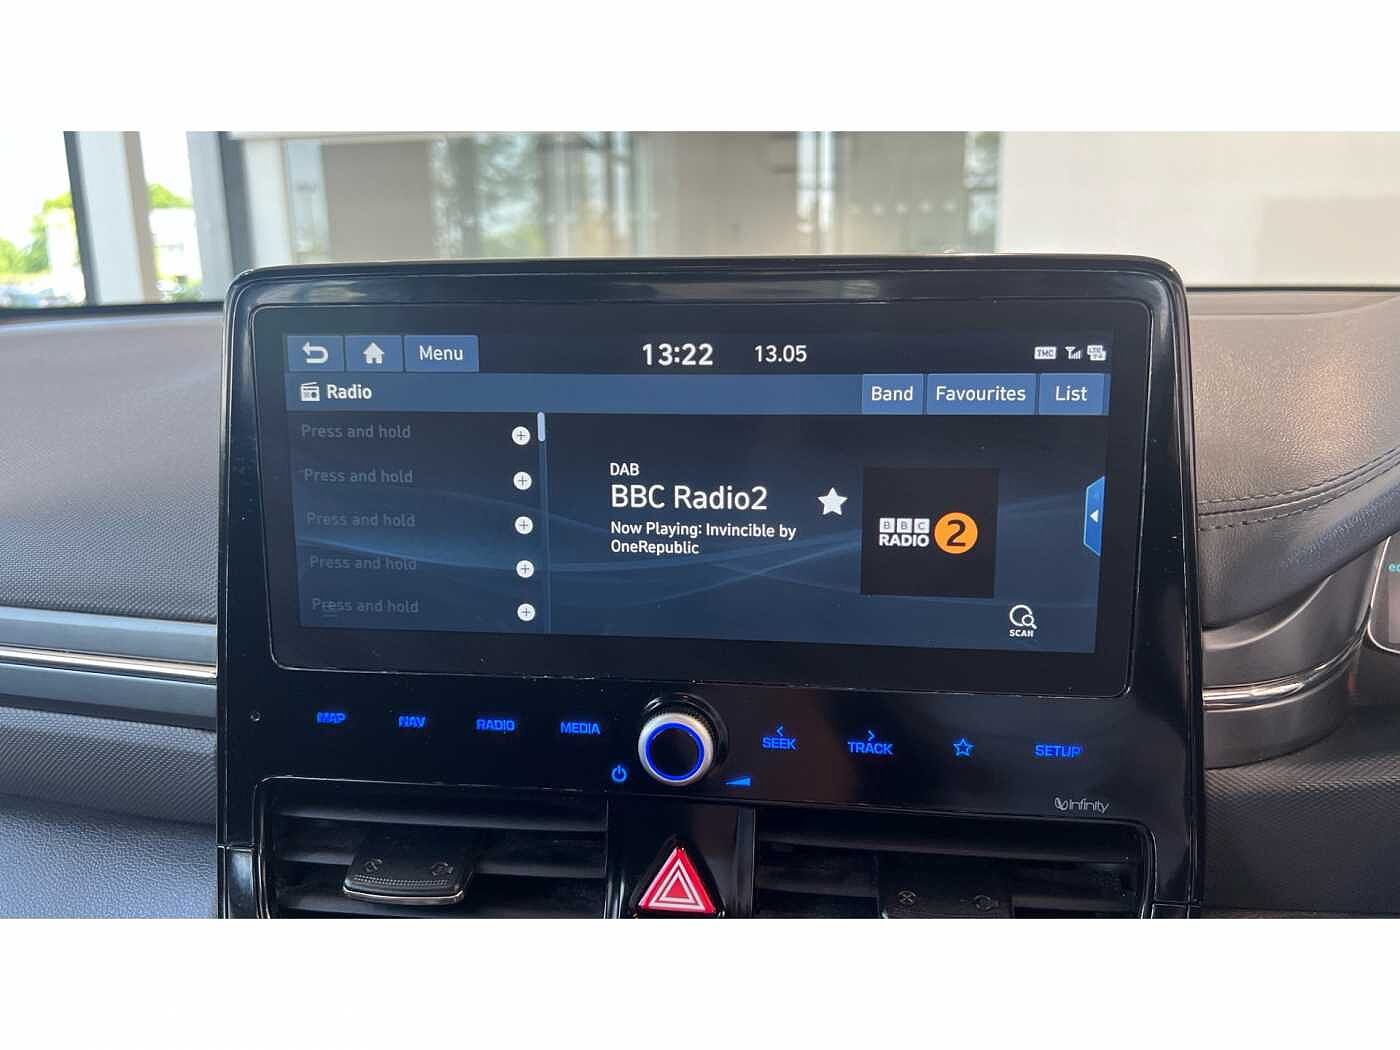 Menu
13:22
13.05
TMC
Radio
Band
Favourites
List
Press and hold
Press and hold
Press and hold
Press and hold
Press and hold
DAB
BBC Radio2
Now Playing: Invincible by
OneRepublic
BBC
RADIO 2
SCAN
MAP
NAV
RADIO
MEDIA
SEEK
TRACK
SETUP
Infinity